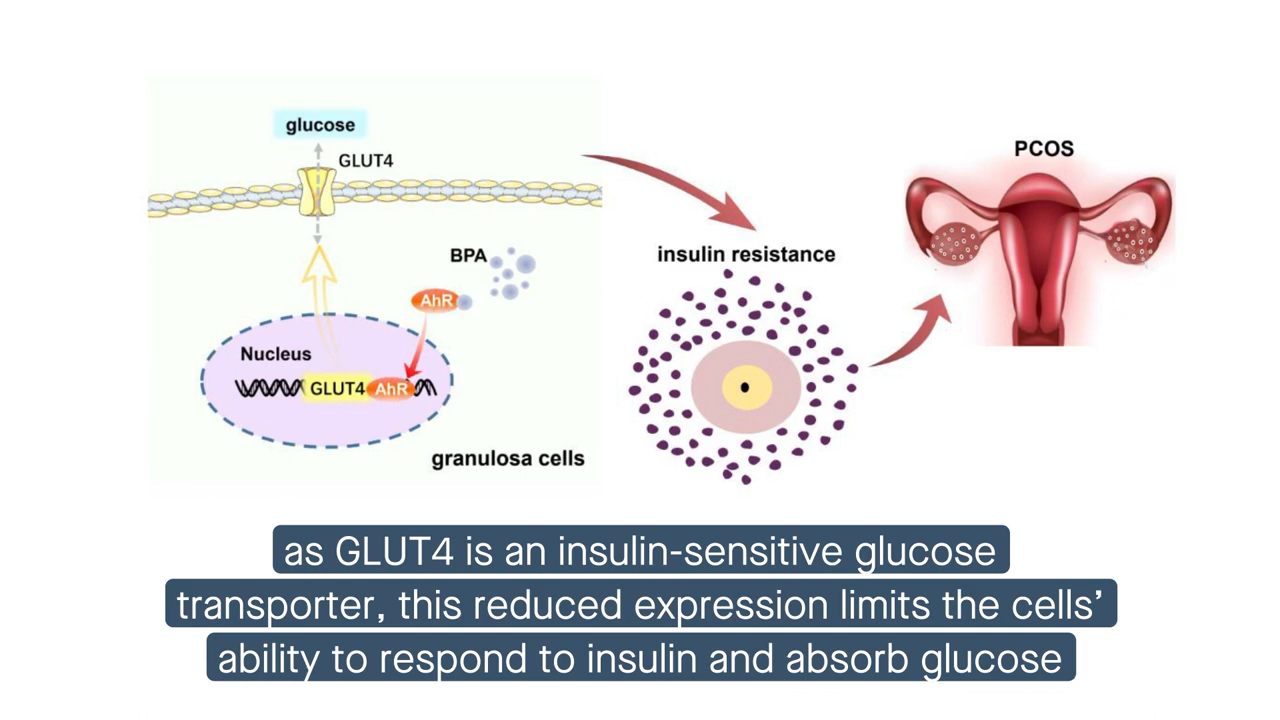 glucose
GLUT4
BPA
AhR
Nucleus
GLUT4 AhR
granulosa cells
insulin resistance
PCOS
as GLUT4 is an insulin-sensitive glucose
transporter, this reduced expression limits the cells’
ability to respond to insulin and absorb glucose